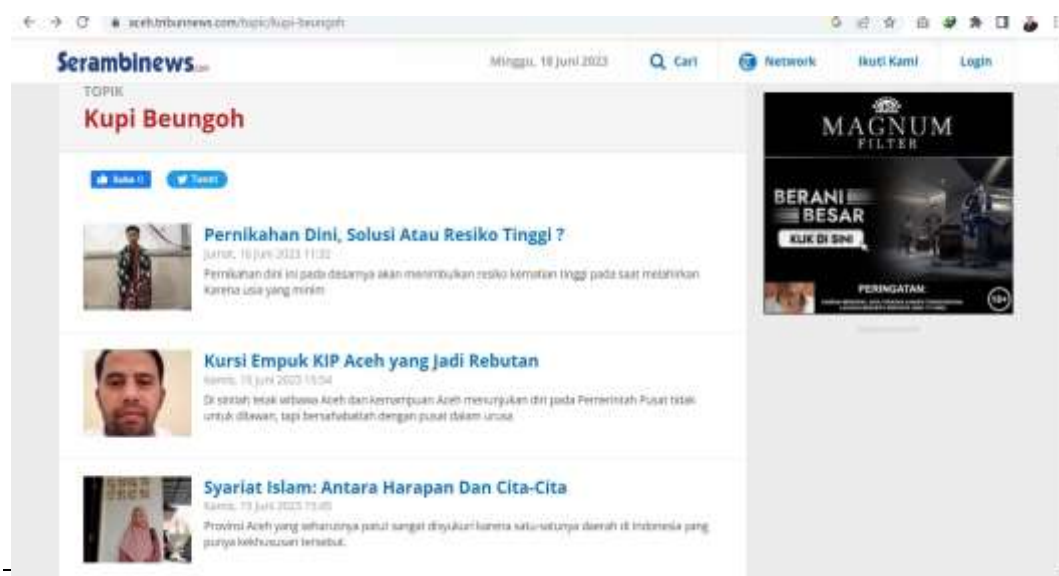 aceh.tribunnews.com/topic/kupi-beungoh
Serambinews.com
Minggu, 18 Juni 2023
Cari
Network
Ikuti Kami
Login
TOPIK
Kupi Beungoh
Suka 0
Tweet
Pernikahan Dini, Solusi Atau Resiko Tinggi ?
Jumat, 16 Juni 2023
Pernikahan dini ini pada dasarnya akan menimbulkan resiko kematian tinggi pada saat melahirkan
karena usia yang minim
Kursi Empuk KIP Aceh yang Jadi Rebutan
Kamis, 15 Juni 2023
Di sinilah letak wibawa Aceh dan kemampuan Aceh menunjukan diri pada Pemerintah Pusat tidak
untuk dilawan, tapi bersahabatlah dengan pusat dalam urusa
Syariat Islam: Antara Harapan Dan Cita-Cita
Kamis, 15 Juni 2023
Provinsi Aceh yang seharusnya patut sangat disyukuri karena satu-satunya daerah di Indonesia yang
punya kekhususan tersebut.
MAGNUM
FILTER
BERANI
BESAR
KLIK DI SINI
PERINGATAN:
18+